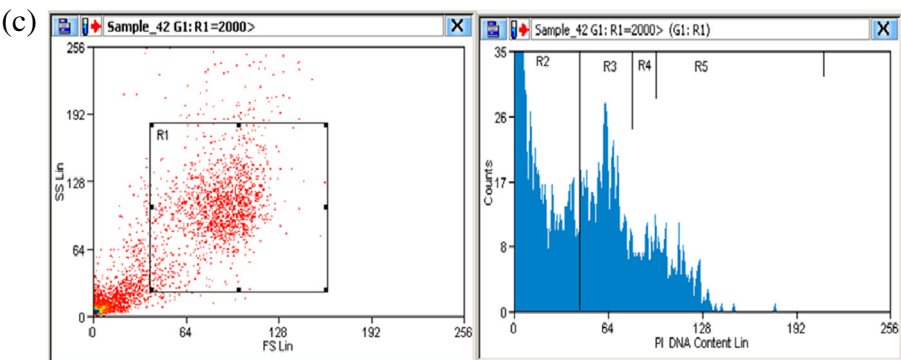 (c)
Sample_42 G1: R1=2000>
X
256
192
128
64
0
R1
SS Lin
0 64 128 192 256
FS Lin
Sample_42 G1: R1=2000> (G1: R1)
X
35
26
17
8
0
R2 R3 R4 R5
Counts
0 64 128 192 256
PI DNA Content Lin